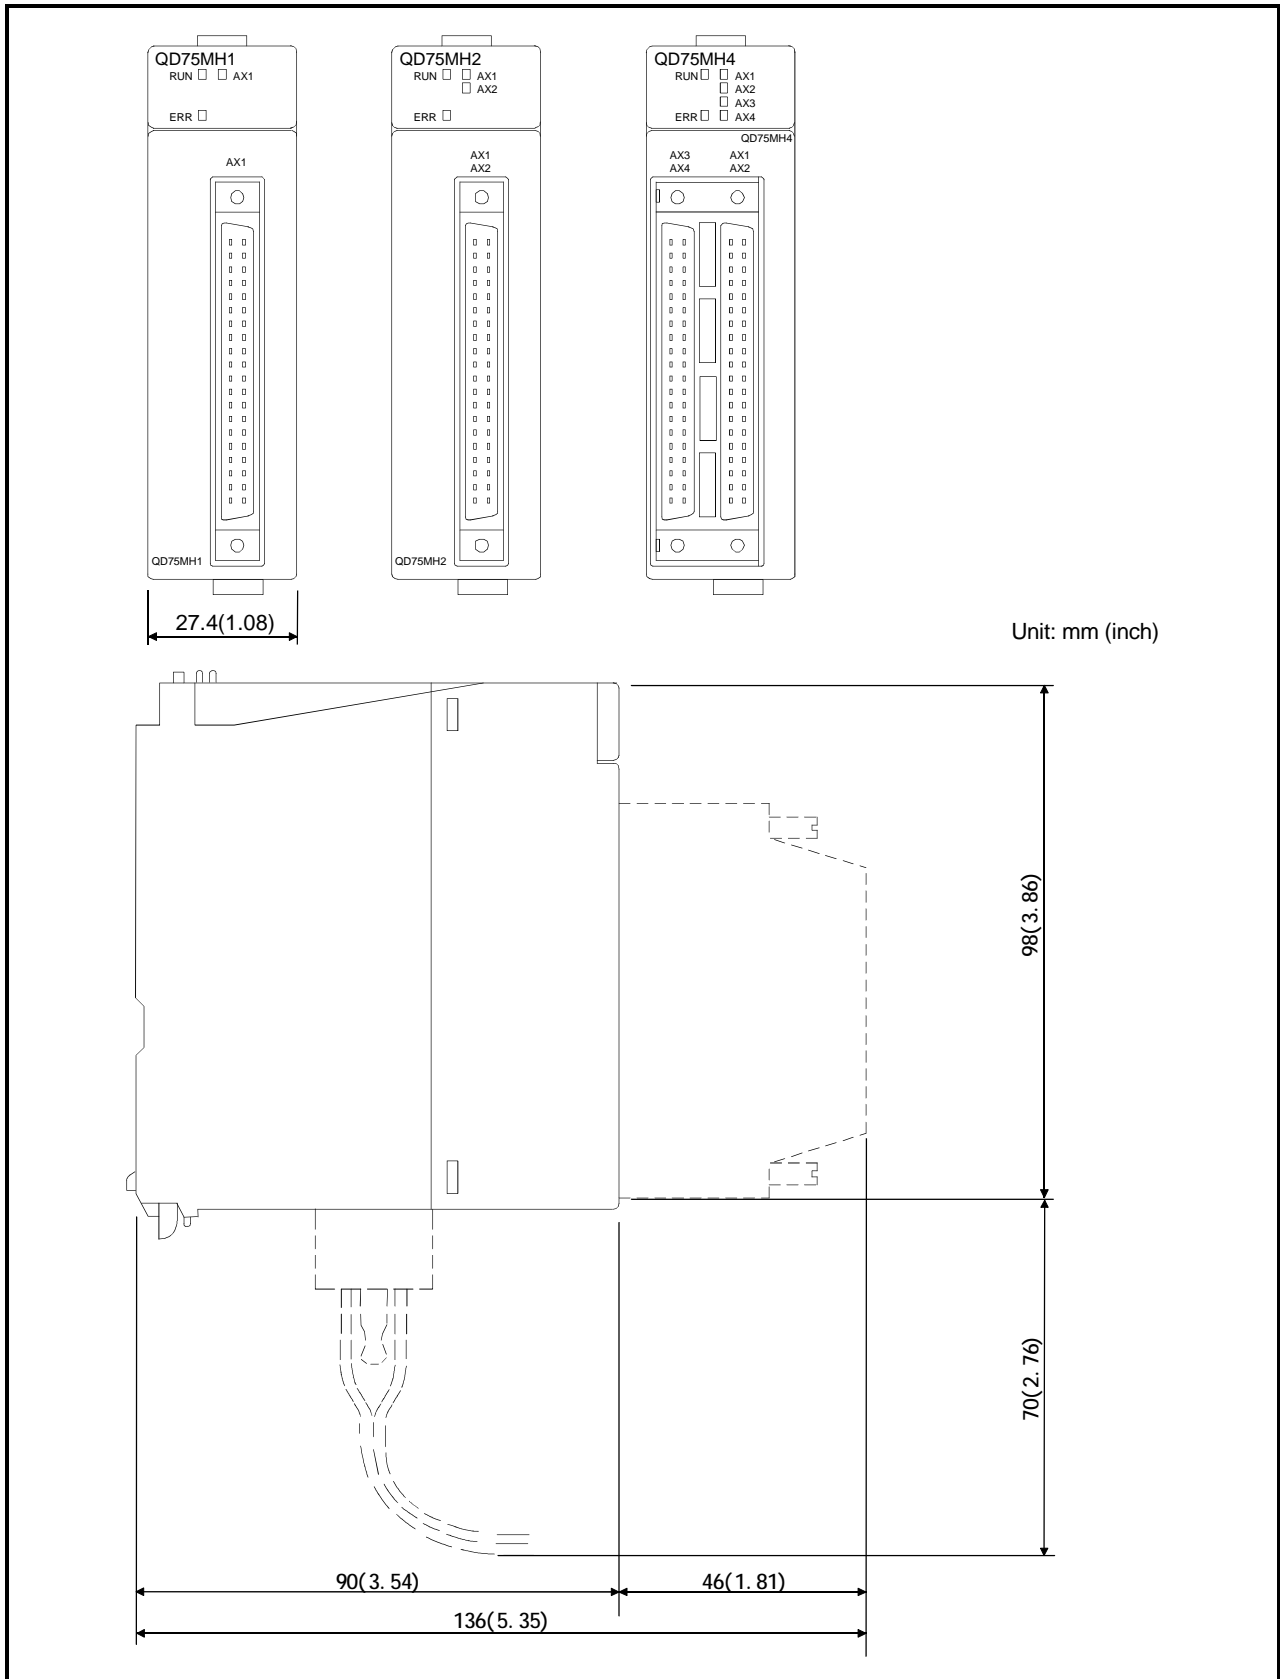 QD75MH1
RUN AX1
ERR
AX1
QD75MH1
QD75MH2
RUN AX1
AX2
ERR
AX1
AX2
QD75MH2
QD75MH4
RUN AX1
AX2
AX3
ERR AX4
QD75MH4
AX3 AX1
AX4 AX2
27.4(1.08)
Unit: mm (inch)
98(3. 86)
70(2. 76)
90(3. 54)
46(1. 81)
136(5. 35)